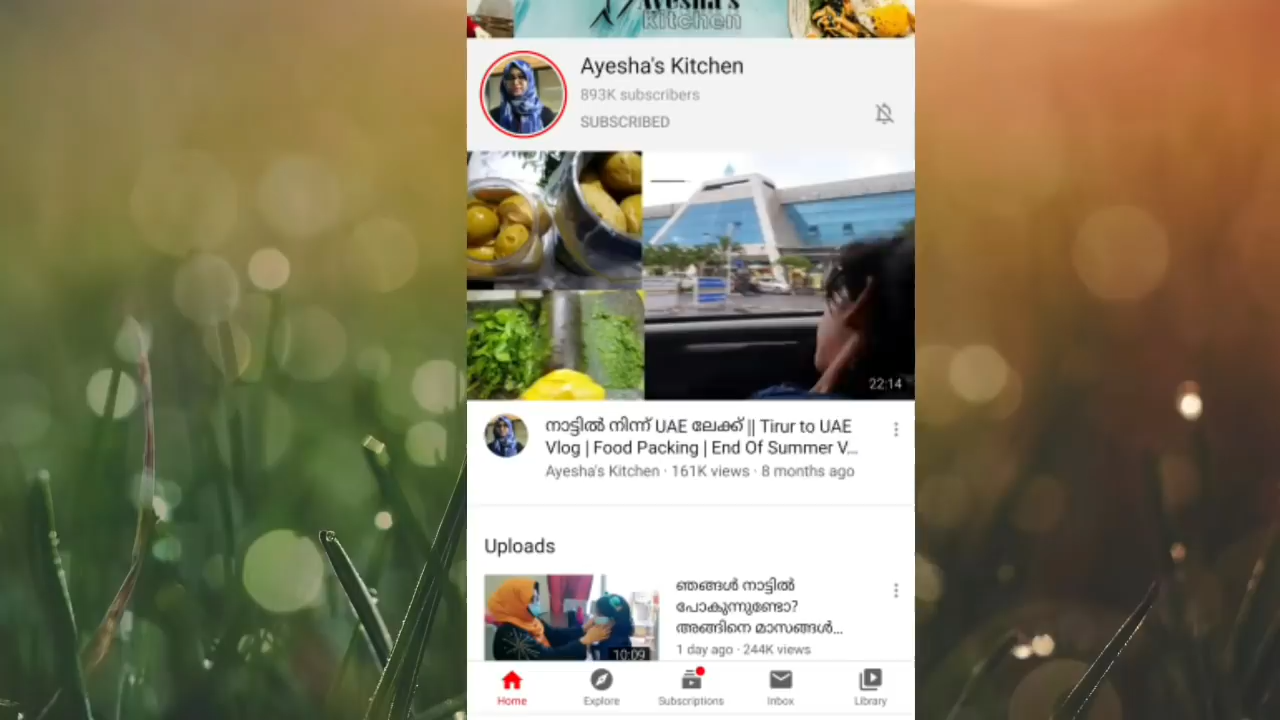 Ayesha's
Kitchen
Ayesha's Kitchen
893K subscribers
SUBSCRIBED
22:14
നാട്ടിൽ നിന്ന് UAE ലേക്ക് || Tirur to UAE
Vlog | Food Packing | End Of Summer V...
Ayesha's Kitchen · 161K views · 8 months ago
Uploads
ഞങ്ങൾ നാട്ടിൽ
പോകുന്നുണ്ടോ?
അങ്ങിനെ മാസങ്ങൾ...
1 day ago · 244K views
10:09
Home
Explore
Subscriptions
Inbox
Library